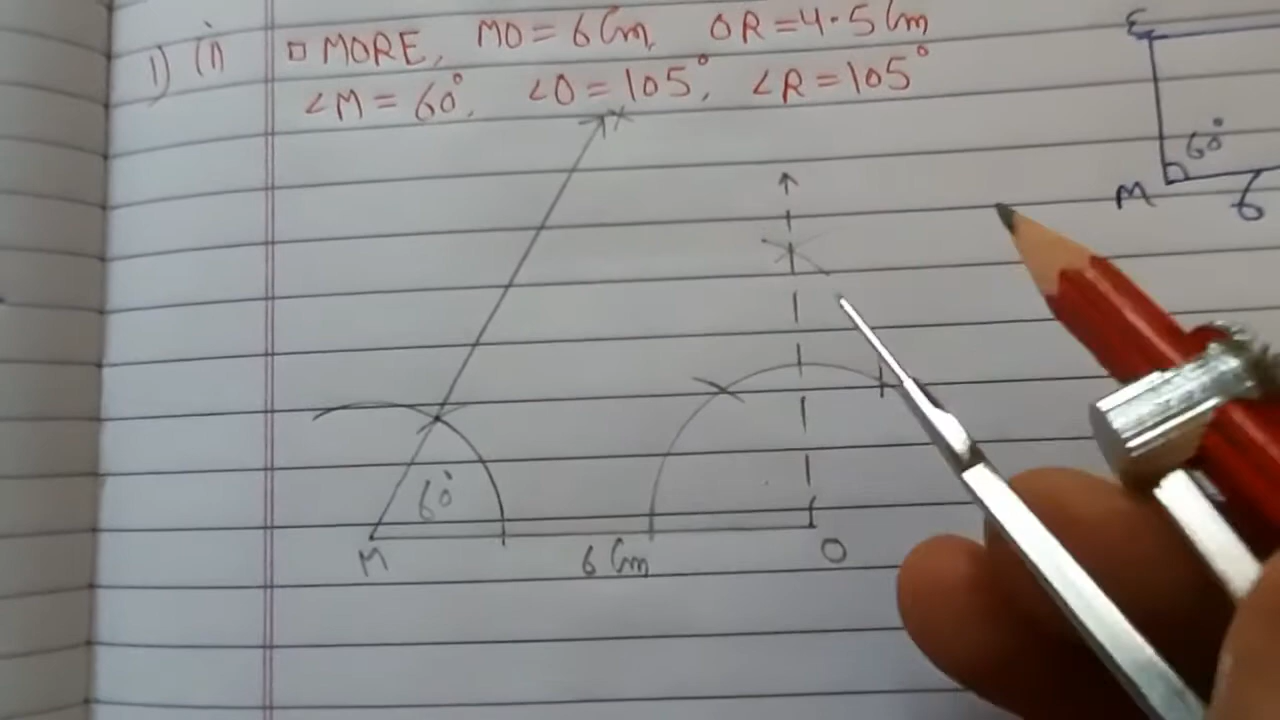 1) (i) □ MORE, MO = 6 Cm, OR = 4.5 Cm
∠M = 60°, ∠O = 105°, ∠R = 105°
E
60°
M 6
60°
M 6 Cm O